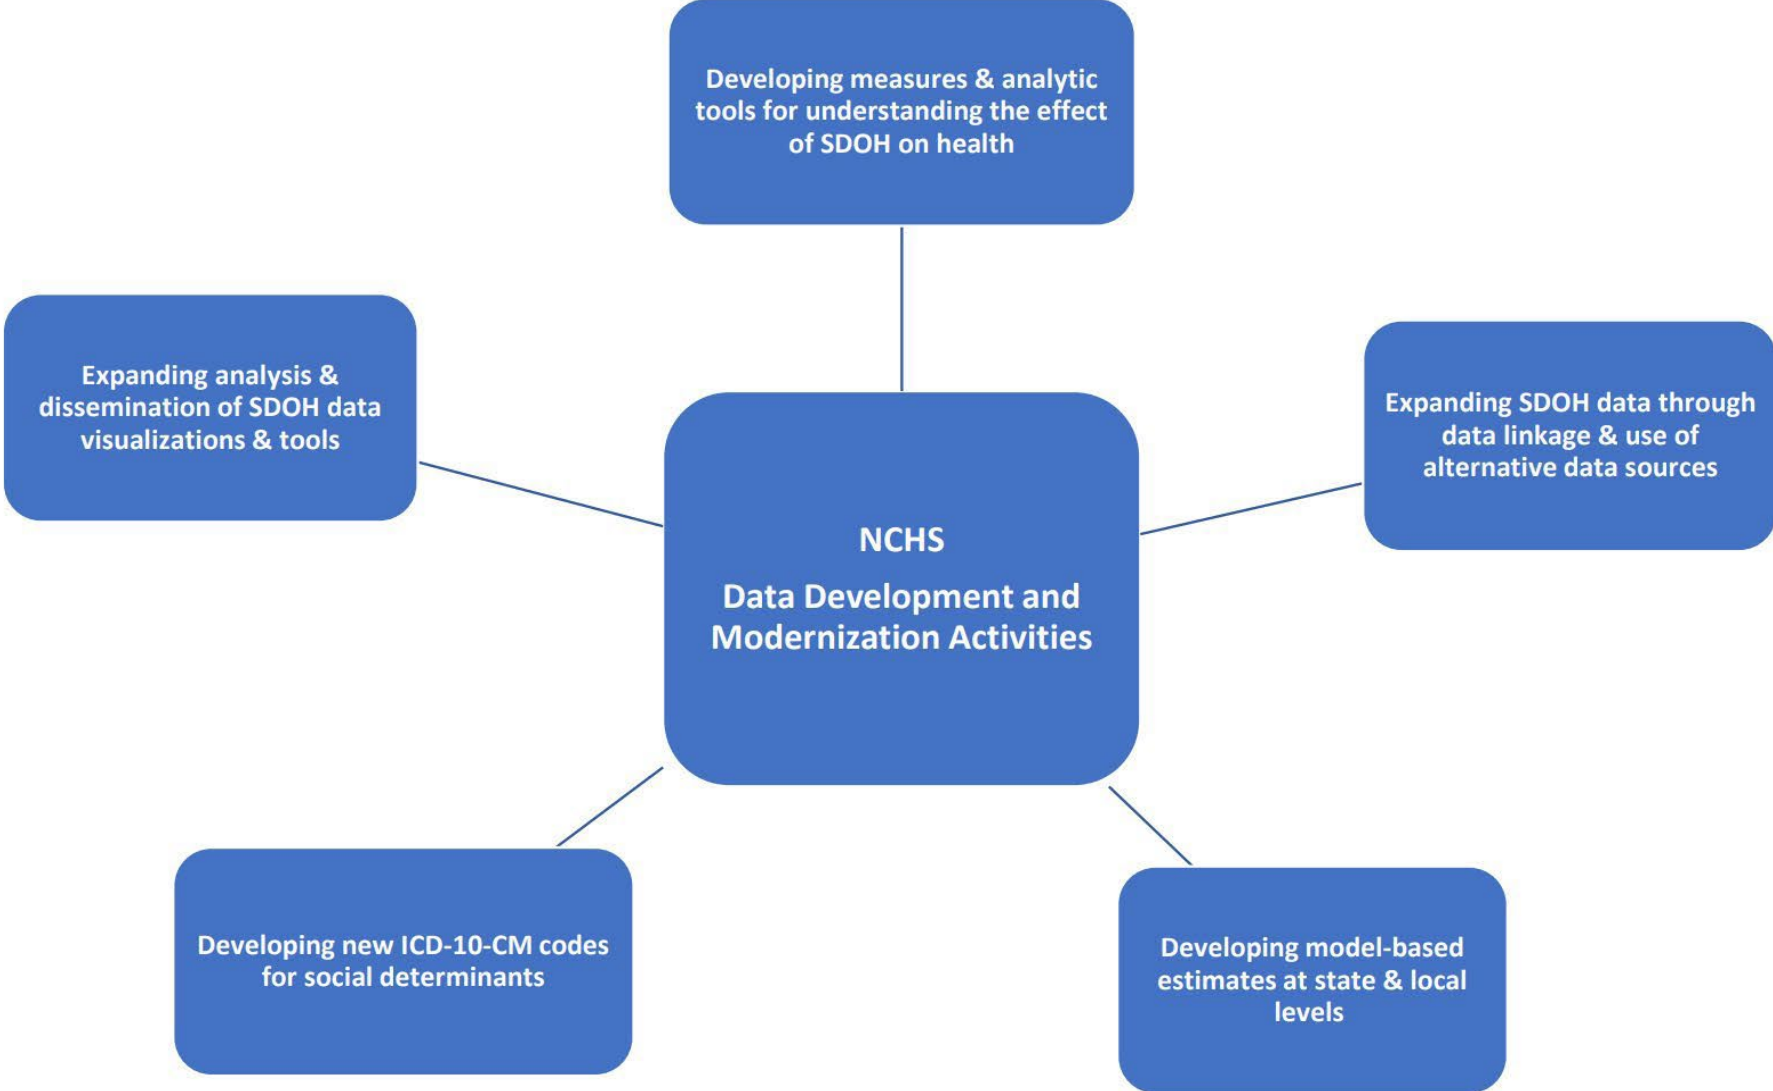 Developing measures & analytic
tools for understanding the effect
of SDOH on health
Expanding analysis &
dissemination of SDOH data
visualizations & tools
Expanding SDOH data through
data linkage & use of
alternative data sources
NCHS
Data Development and
Modernization Activities
Developing new ICD-10-CM codes
for social determinants
Developing model-based
estimates at state & local
levels